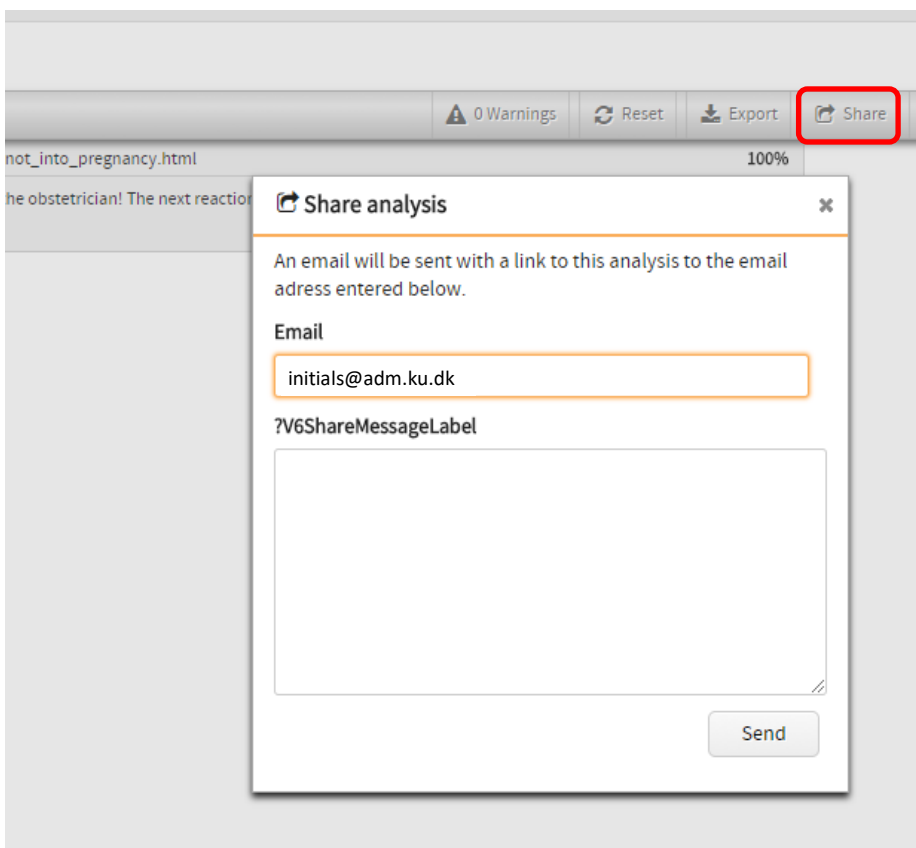 0 Warnings Reset Export Share
not_into_pregnancy.html 100%
he obstetrician! The next reaction
Share analysis
An email will be sent with a link to this analysis to the email
adress entered below.
Email
initials@adm.ku.dk
?V6ShareMessageLabel
Send